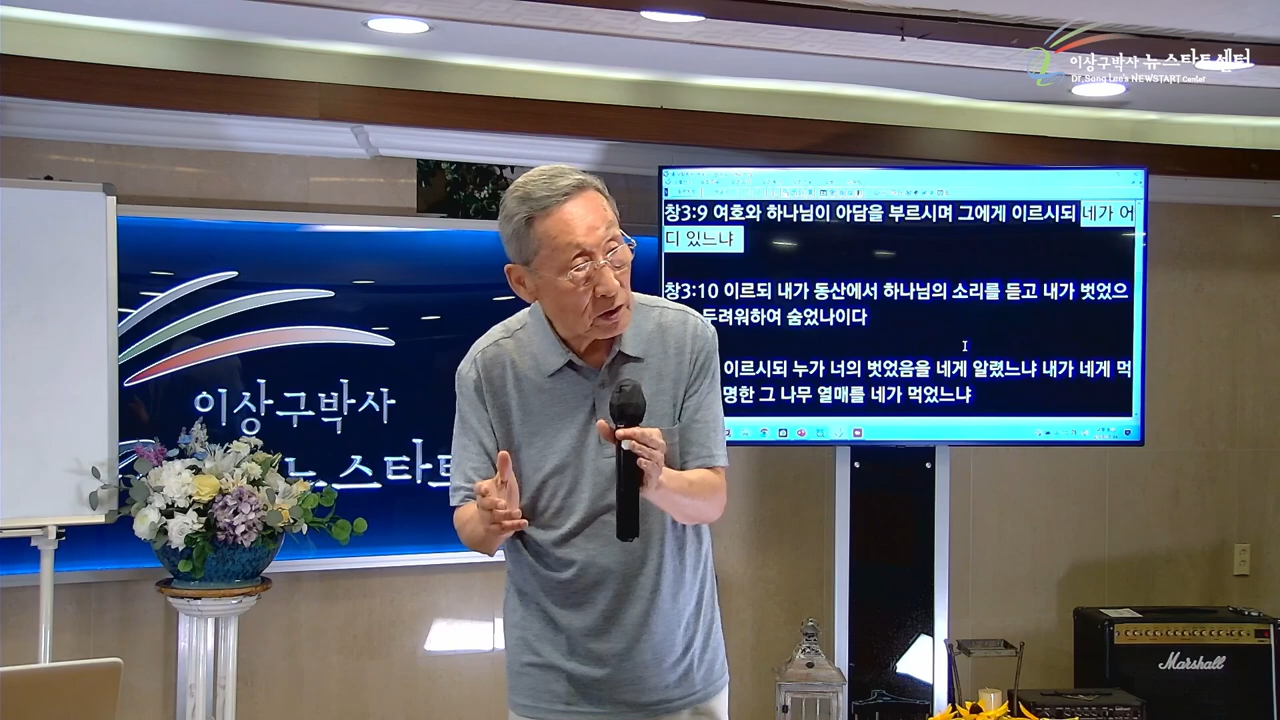 이상구박사 뉴스타트센터
Dr. Sang Lee's NEWSTART Center
창3:9 여호와 하나님이 아담을 부르시며 그에게 이르시되 네가 어
디 있느냐
창3:10 이르되 내가 동산에서 하나님의 소리를 듣고 내가 벗었으
두려워하여 숨었나이다
이르시되 누가 너의 벗었음을 네게 알렸느냐 내가 네게 먹
명한 그 나무 열매를 네가 먹었느냐
이상구박사
뉴스타트
Marshall